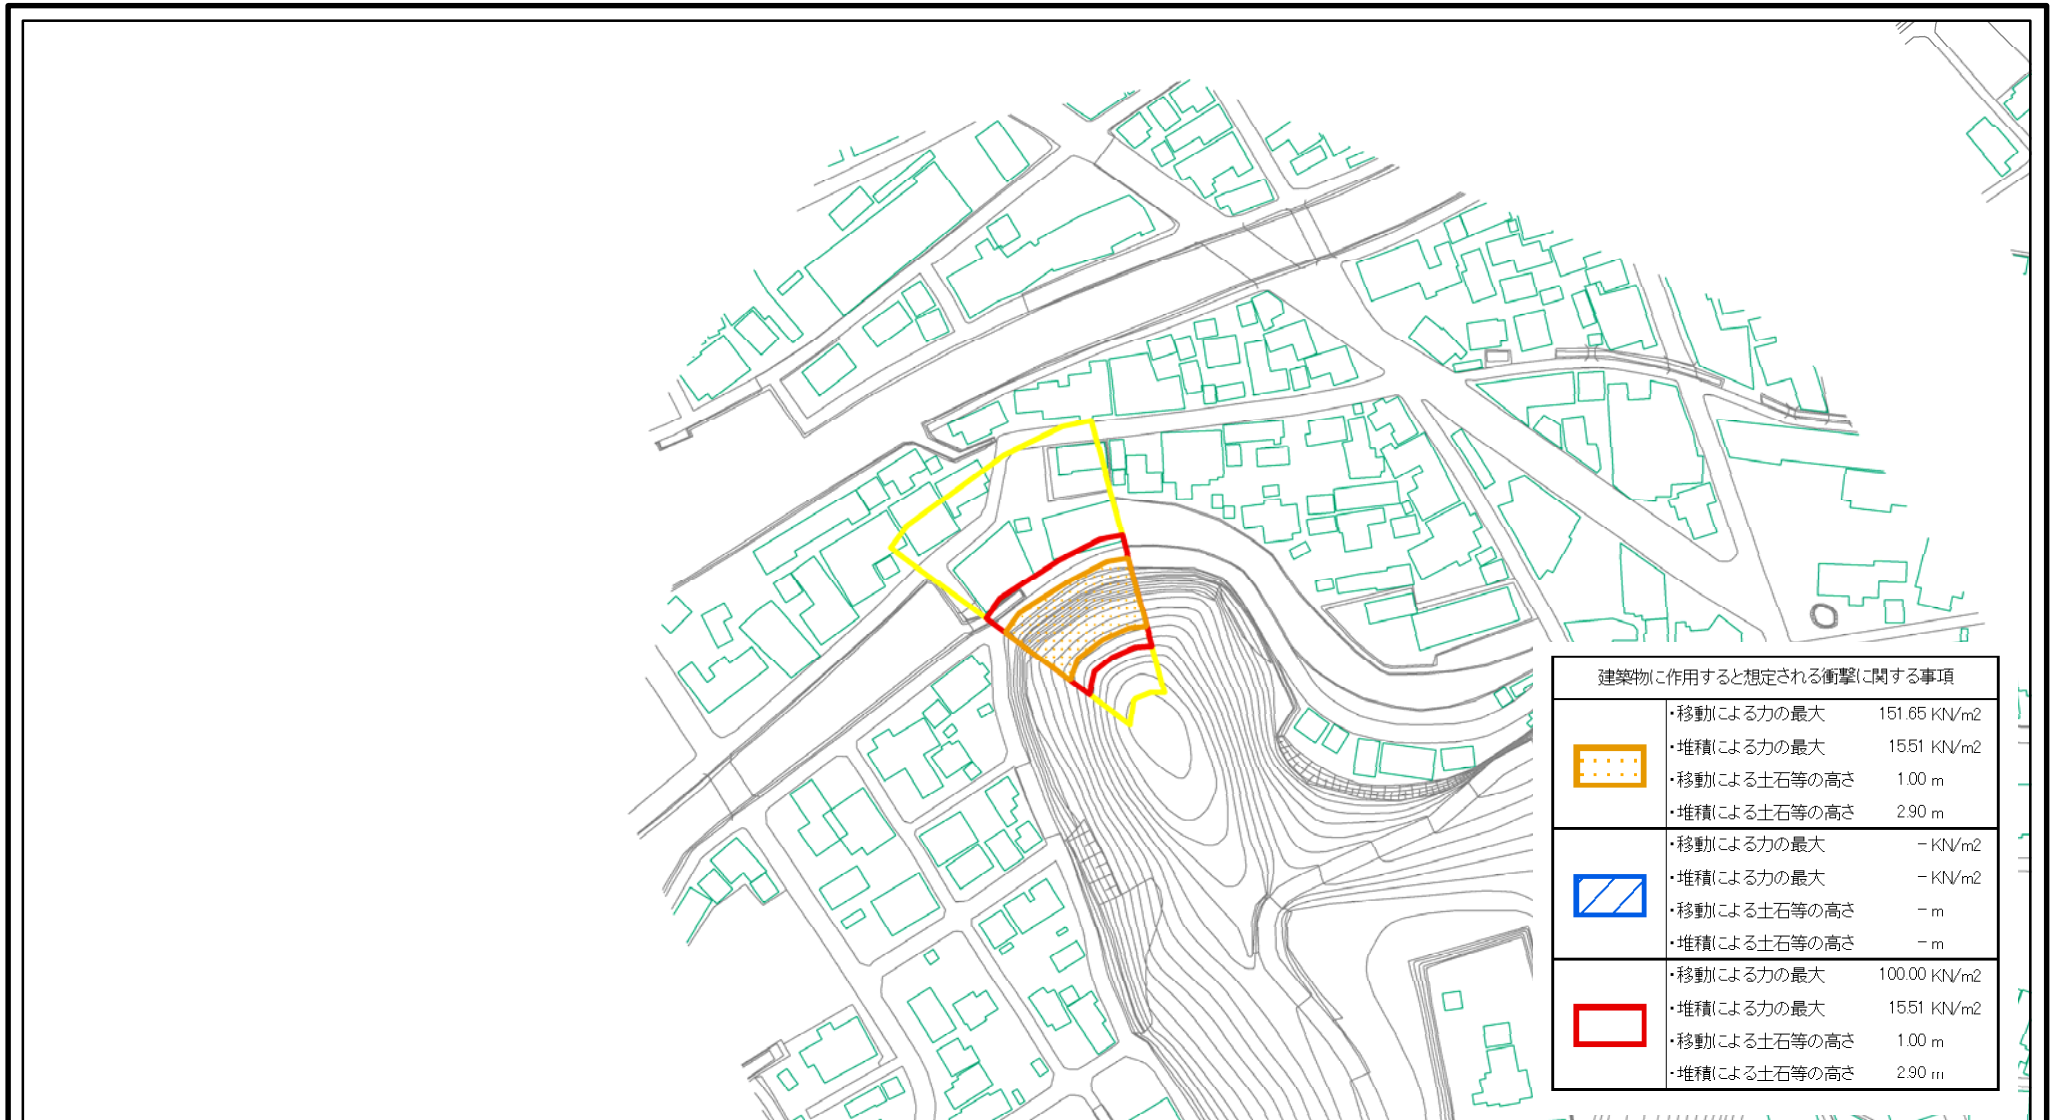 建築物に作用すると想定される衝撃に関する事項
・移動による力の最大 151.65 KN/m2
・堆積による力の最大 15.51 KN/m2
・移動による土石等の高さ 1.00 m
・堆積による土石等の高さ 2.90 m
・移動による力の最大 - KN/m2
・堆積による力の最大 - KN/m2
・移動による土石等の高さ - m
・堆積による土石等の高さ - m
・移動による力の最大 100.00 KN/m2
・堆積による力の最大 15.51 KN/m2
・移動による土石等の高さ 1.00 m
・堆積による土石等の高さ 2.90 m